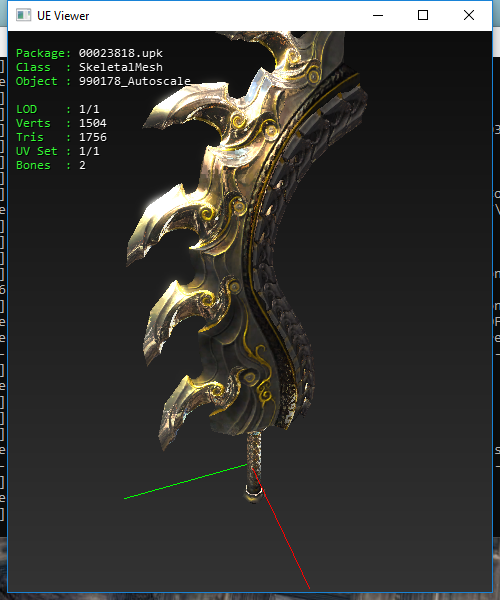 UE Viewer
Package: 00023818.upk
Class  : SkeletalMesh
Object : 990178_Autoscale
LOD    : 1/1
Verts  : 1504
Tris   : 1756
UV Set : 1/1
Bones  : 2